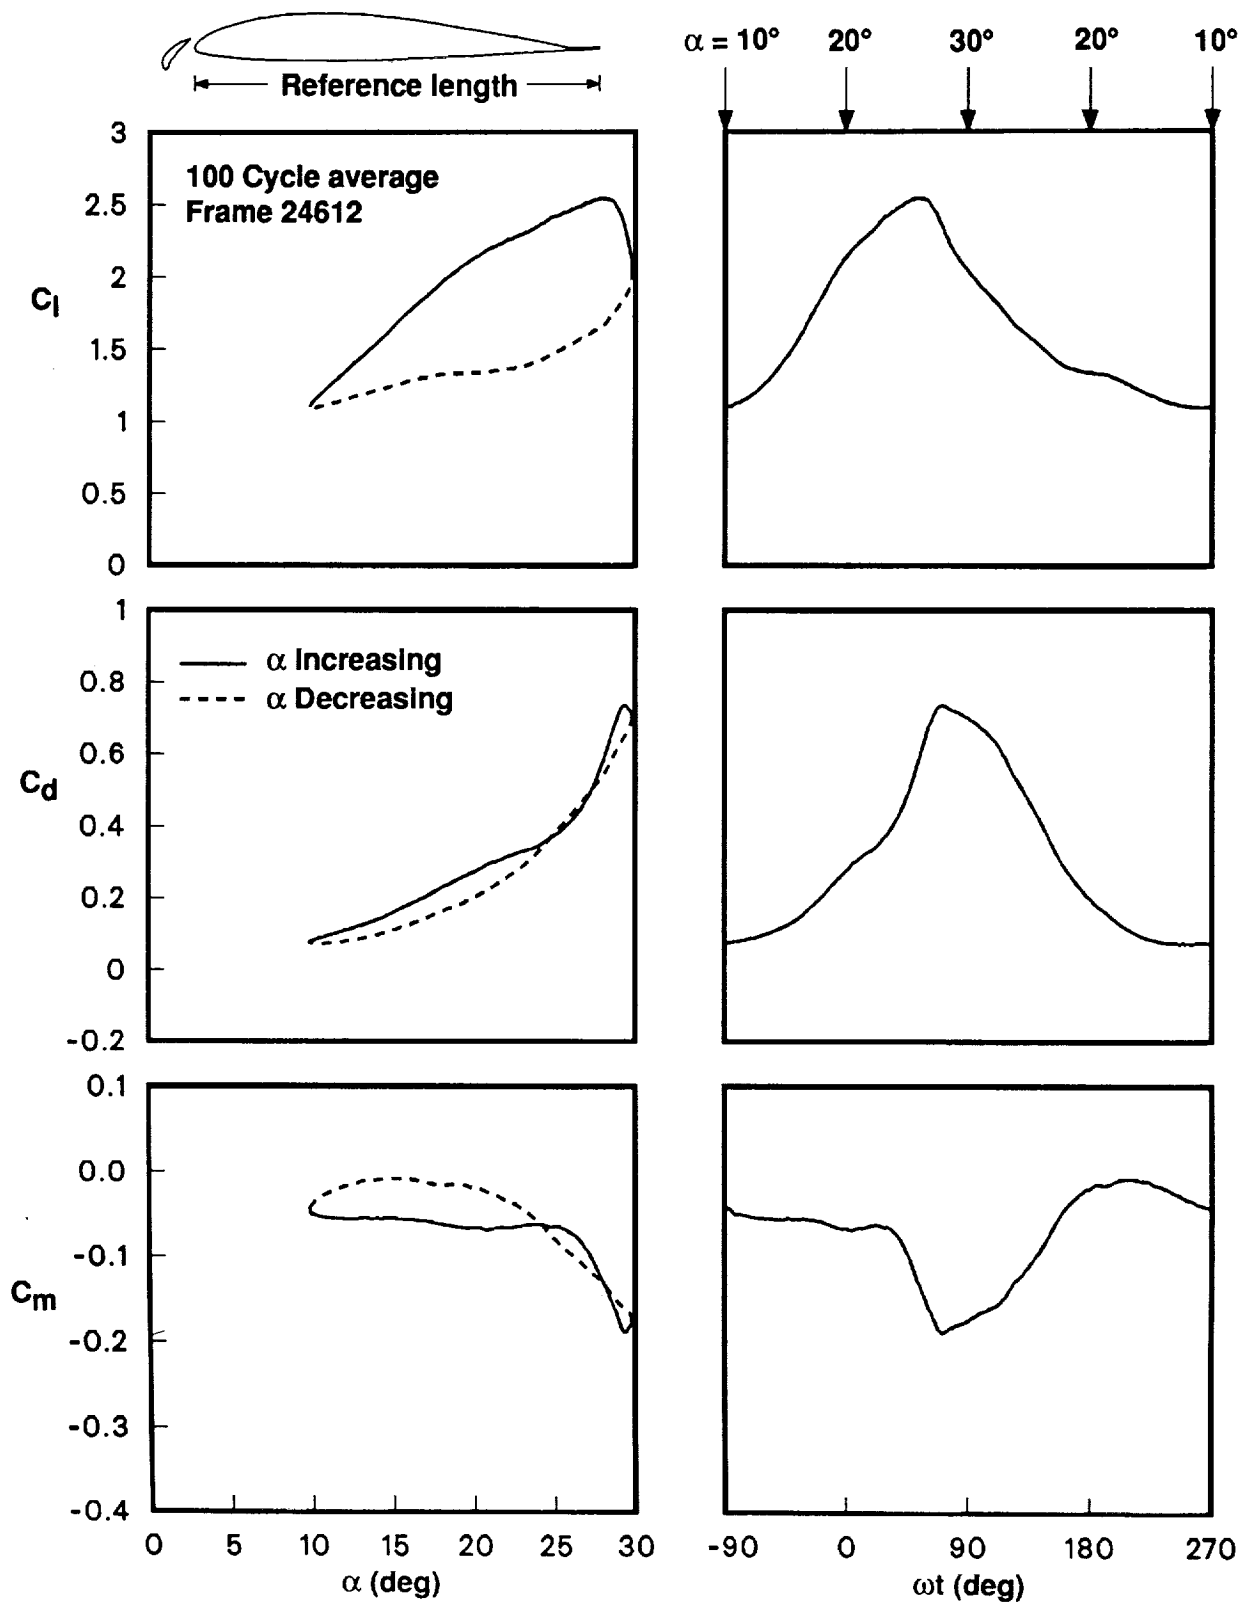 α = 10° 20° 30° 20° 10°
Reference length
3
100 Cycle average
Frame 24612
2.5
2
Cl
1.5
1
0.5
0
1
α Increasing
α Decreasing
0.8
0.6
Cd
0.4
0.2
0
-0.2
0.1
0.0
-0.1
Cm
-0.2
-0.3
-0.4
0 5 10 15 20 25 30
α (deg)
-90 0 90 180 270
ωt (deg)